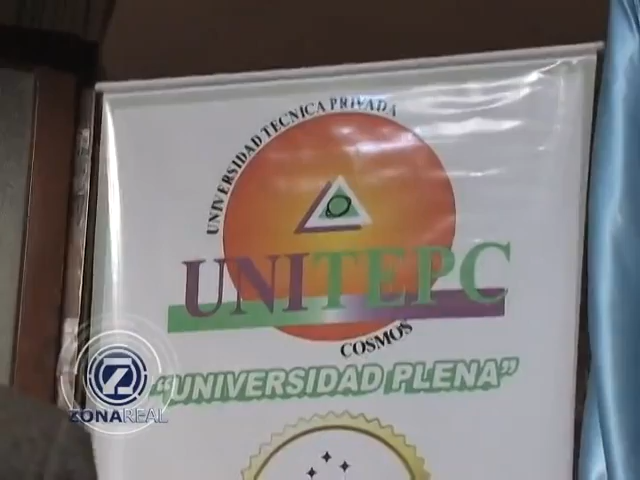 UNIVERSIDAD TECNICA PRIVADA
UNITEPC
COSMOS
"UNIVERSIDAD PLENA"
Z
ZONAREAL